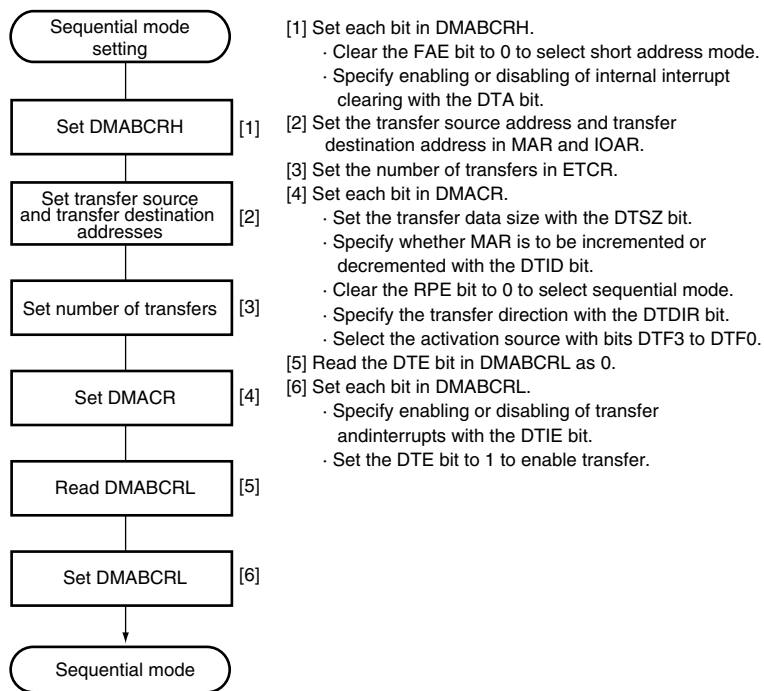 Sequential mode
setting
Set DMABCRH
[1]
Set transfer source
and transfer destination
addresses
[2]
Set number of transfers
[3]
Set DMACR
[4]
Read DMABCRL
[5]
Set DMABCRL
[6]
Sequential mode
[1] Set each bit in DMABCRH.
· Clear the FAE bit to 0 to select short address mode.
· Specify enabling or disabling of internal interrupt
clearing with the DTA bit.
[2] Set the transfer source address and transfer
destination address in MAR and IOAR.
[3] Set the number of transfers in ETCR.
[4] Set each bit in DMACR.
· Set the transfer data size with the DTSZ bit.
· Specify whether MAR is to be incremented or
decremented with the DTID bit.
· Clear the RPE bit to 0 to select sequential mode.
· Specify the transfer direction with the DTDIR bit.
· Select the activation source with bits DTF3 to DTF0.
[5] Read the DTE bit in DMABCRL as 0.
[6] Set each bit in DMABCRL.
· Specify enabling or disabling of transfer
andinterrupts with the DTIE bit.
· Set the DTE bit to 1 to enable transfer.